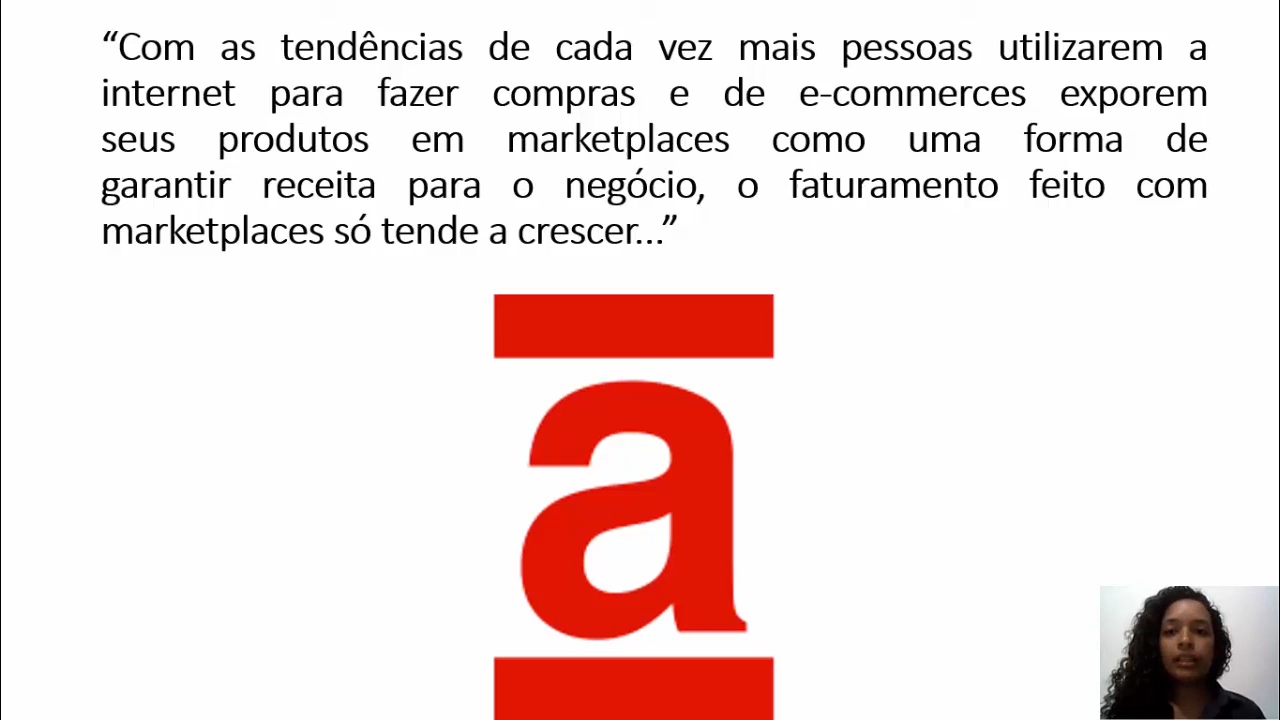 “Com as tendências de cada vez mais pessoas utilizarem a
internet para fazer compras e de e-commerces exporem
seus produtos em marketplaces como uma forma de
garantir receita para o negócio, o faturamento feito com
marketplaces só tende a crescer...”
a